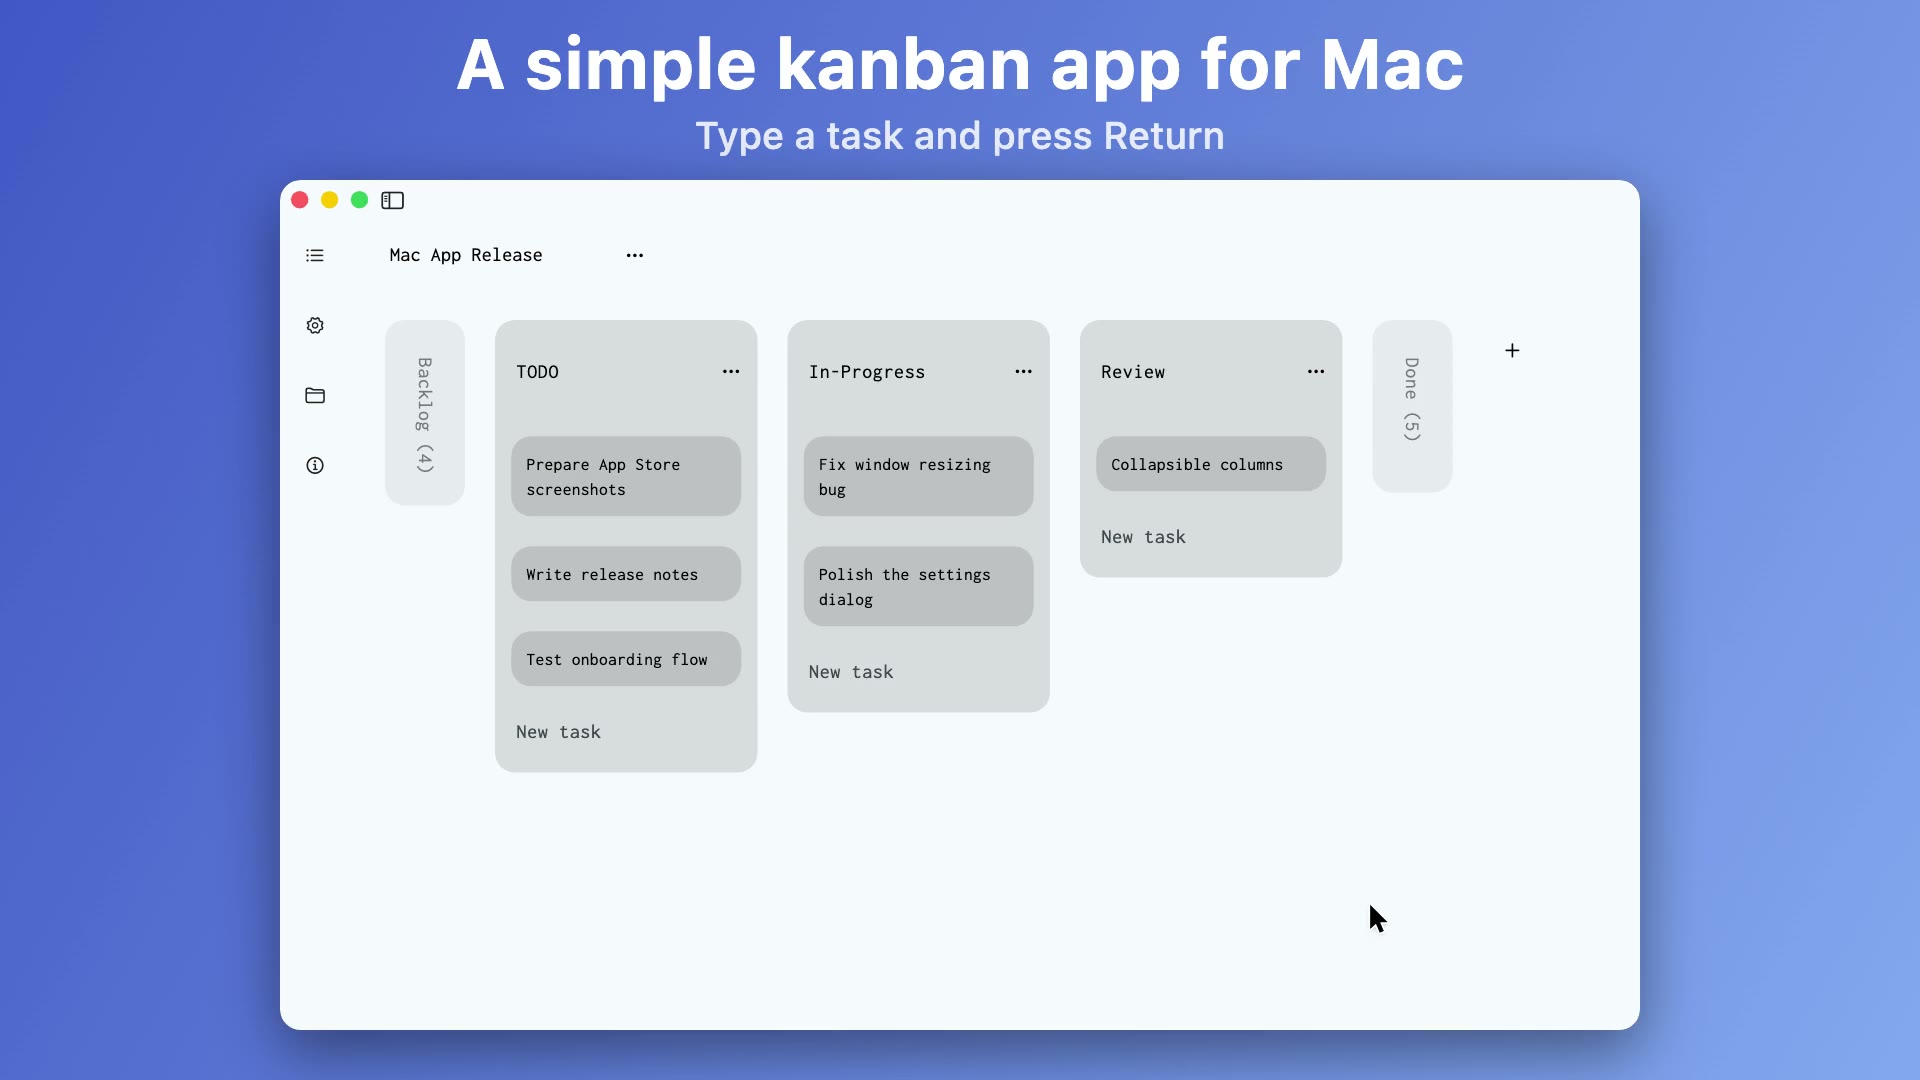 A simple kanban app for Mac
Type a task and press Return
Mac App Release
Backlog (4)
TODO
Prepare App Store
screenshots
Write release notes
Test onboarding flow
New task
In-Progress
Fix window resizing
bug
Polish the settings
dialog
New task
Review
Collapsible columns
New task
Done (5)